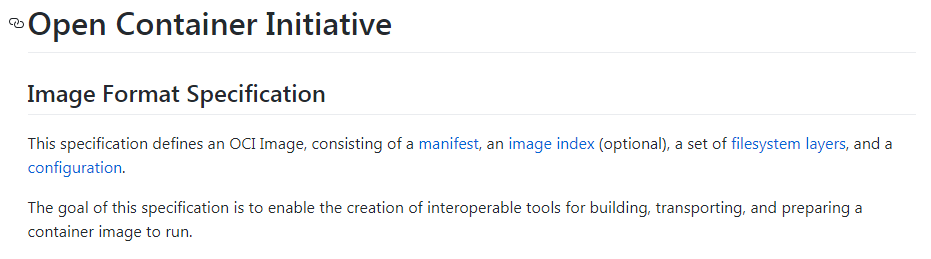 Open Container Initiative
Image Format Specification
This specification defines an OCI Image, consisting of a manifest, an image index (optional), a set of filesystem layers, and a
configuration.
The goal of this specification is to enable the creation of interoperable tools for building, transporting, and preparing a
container image to run.